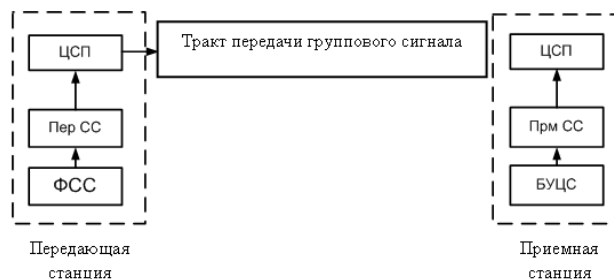 ЦСП
Тракт передачи группового сигнала
ЦСП
Пер СС
Прм СС
ФСС
БУЦС
Передающая
станция
Приемная
станция